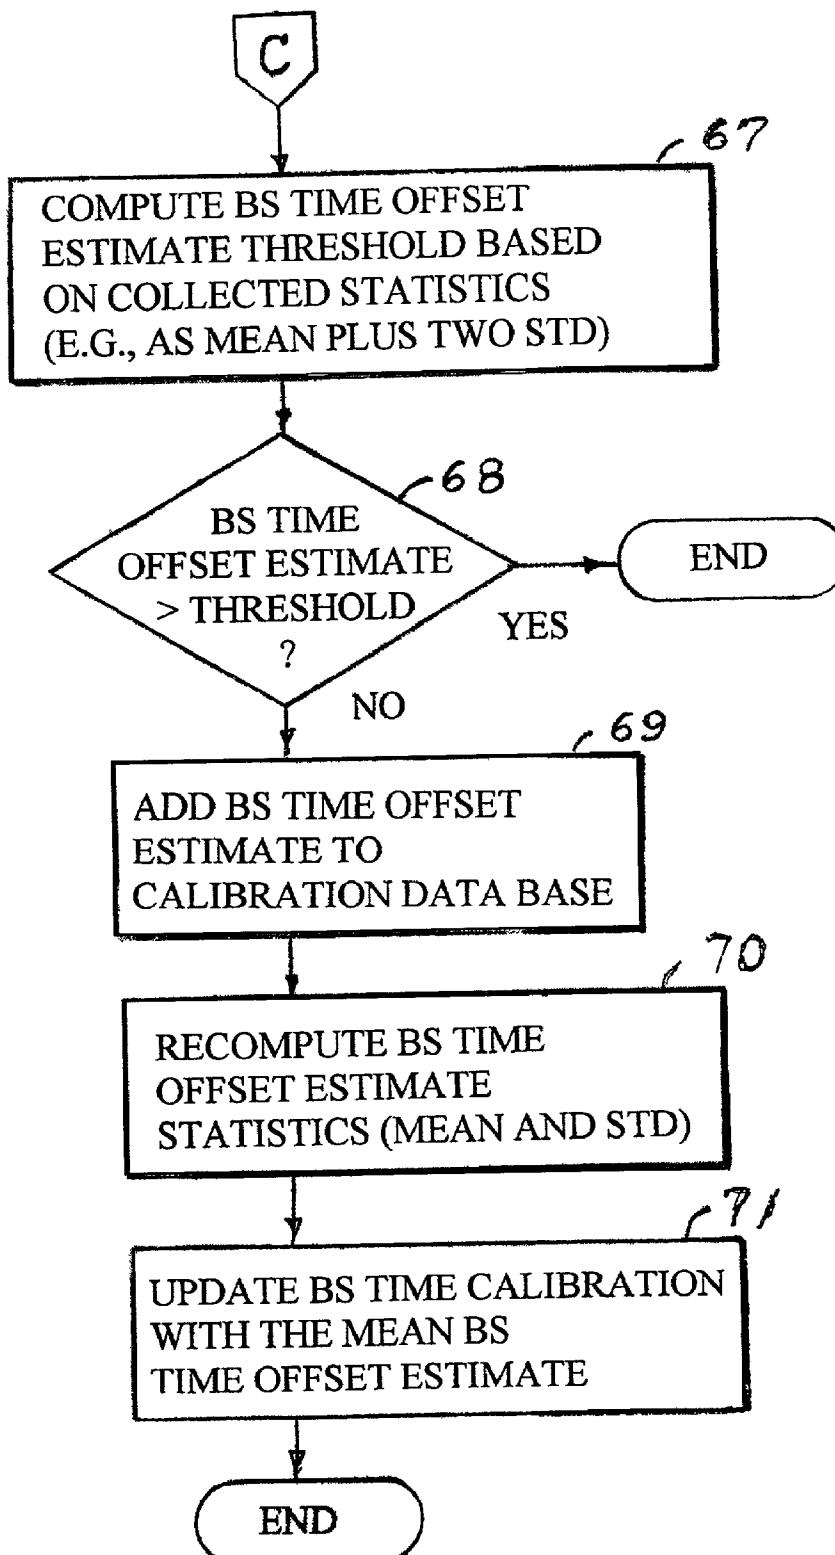 C
67
COMPUTE BS TIME OFFSET
ESTIMATE THRESHOLD BASED
ON COLLECTED STATISTICS
(E.G., AS MEAN PLUS TWO STD)
68
BS TIME
OFFSET ESTIMATE
> THRESHOLD
?
END
YES
NO
69
ADD BS TIME OFFSET
ESTIMATE TO
CALIBRATION DATA BASE
70
RECOMPUTE BS TIME
OFFSET ESTIMATE
STATISTICS (MEAN AND STD)
71
UPDATE BS TIME CALIBRATION
WITH THE MEAN BS
TIME OFFSET ESTIMATE
END